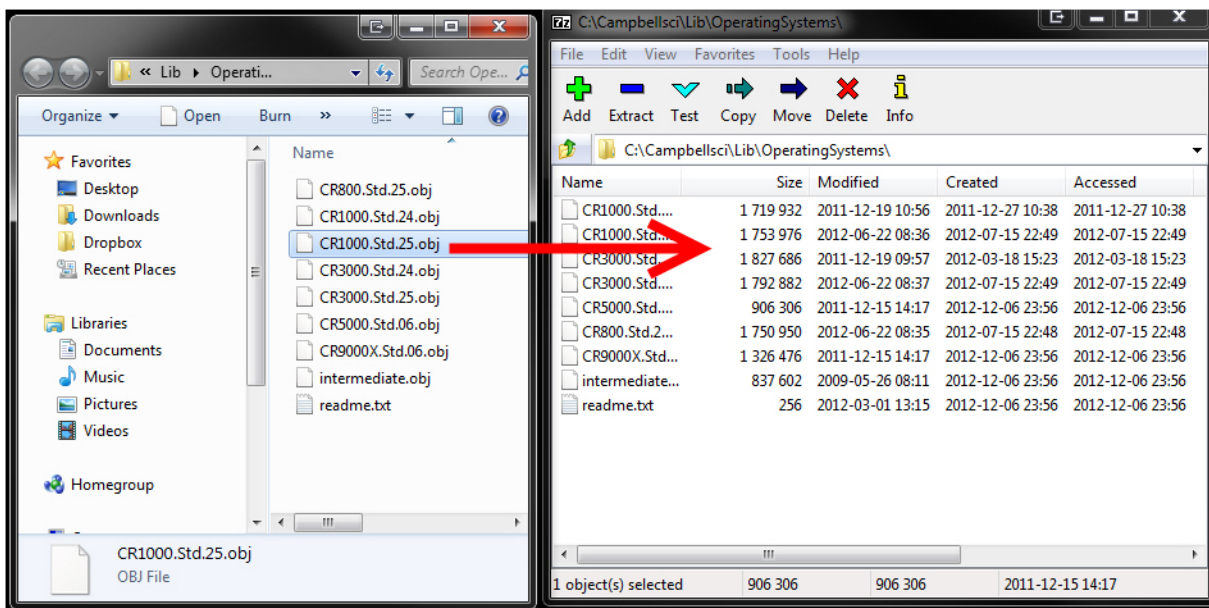 « Lib ▸ Operati...
Search Ope...
Organize
Open
Burn
»
Favorites
Desktop
Downloads
Dropbox
Recent Places
Libraries
Documents
Music
Pictures
Videos
Homegroup
Name
CR800.Std.25.obj
CR1000.Std.24.obj
CR1000.Std.25.obj
CR3000.Std.24.obj
CR3000.Std.25.obj
CR5000.Std.06.obj
CR9000X.Std.06.obj
intermediate.obj
readme.txt
CR1000.Std.25.obj
OBJ File
7z C:\Campbellsci\Lib\OperatingSystems\
File Edit View Favorites Tools Help
Add Extract Test Copy Move Delete Info
C:\Campbellsci\Lib\OperatingSystems\
Name Size Modified Created Accessed
CR1000.Std.... 1 719 932 2011-12-19 10:56 2011-12-27 10:38 2011-12-27 10:38
CR1000.Std.... 1 753 976 2012-06-22 08:36 2012-07-15 22:49 2012-07-15 22:49
CR3000.Std.... 1 827 686 2011-12-19 09:57 2012-03-18 15:23 2012-03-18 15:23
CR3000.Std.... 1 792 882 2012-06-22 08:37 2012-07-15 22:49 2012-07-15 22:49
CR5000.Std.... 906 306 2011-12-15 14:17 2012-12-06 23:56 2012-12-06 23:56
CR800.Std.2... 1 750 950 2012-06-22 08:35 2012-07-15 22:48 2012-07-15 22:48
CR9000X.Std... 1 326 476 2011-12-15 14:17 2012-12-06 23:56 2012-12-06 23:56
intermediate... 837 602 2009-05-26 08:11 2012-12-06 23:56 2012-12-06 23:56
readme.txt 256 2012-03-01 13:15 2012-12-06 23:56 2012-12-06 23:56
1 object(s) selected 906 306 906 306 2011-12-15 14:17